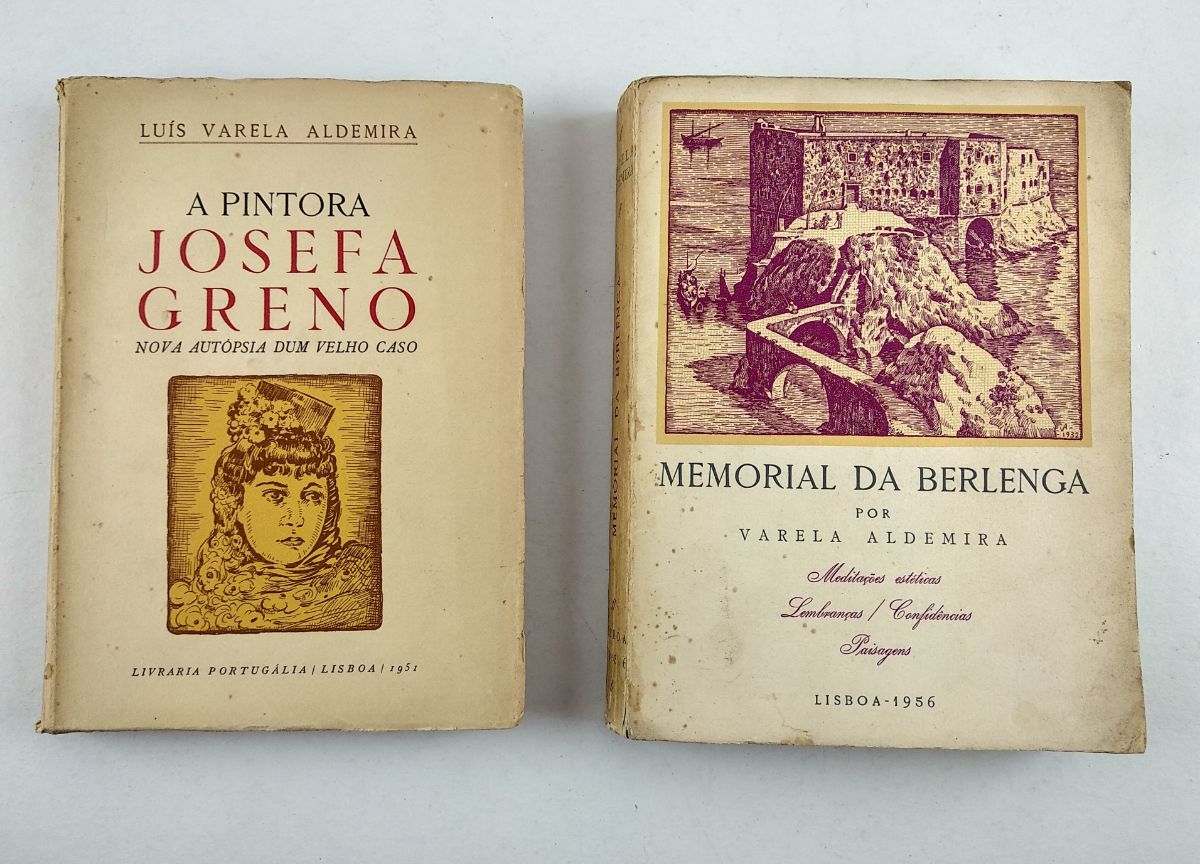 LUÍS VARELA ALDEMIRA
A PINTORA
JOSEFA
GRENO
NOVA AUTÓPSIA DUM VELHO CASO
LIVRARIA PORTUGÁLIA / LISBOA / 1951
MEMORIAL DA BERLENGA
MEMORIAL DA BERLENGA
POR
VARELA ALDEMIRA
Meditações estéticas
Lembranças / Confidências
Paisagens
LISBOA-1956